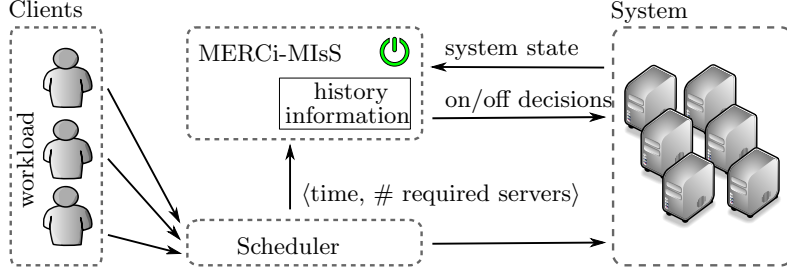 Clients
System
MERCi-MIsS
system state
history
information
on/off decisions
workload
⟨time, # required servers⟩
Scheduler